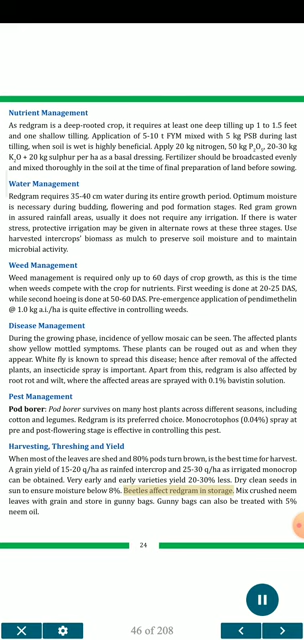 Nutrient Management
As redgram is a deep-rooted crop, it requires at least one deep tilling up 1 to 1.5 feet
and one shallow tilling. Application of 5-10 t FYM mixed with 5 kg PSB during last
tilling, when soil is wet is highly beneficial. Apply 20 kg nitrogen, 50 kg P₂O₅, 20-30 kg
K₂O + 20 kg sulphur per ha as a basal dressing. Fertilizer should be broadcasted evenly
and mixed thoroughly in the soil at the time of final preparation of land before sowing.
Water Management
Redgram requires 35-40 cm water during its entire growth period. Optimum moisture
is necessary during budding, flowering and pod formation stages. Red gram grown
in assured rainfall areas, usually it does not require any irrigation. If there is water
stress, protective irrigation may be given in alternate rows at these three stages. Use
harvested intercrops' biomass as mulch to preserve soil moisture and to maintain
microbial activity.
Weed Management
Weed management is required only up to 60 days of crop growth, as this is the time
when weeds compete with the crop for nutrients. First weeding is done at 20-25 DAS,
while second hoeing is done at 50-60 DAS. Pre-emergence application of pendimethelin
@ 1.0 kg a.i./ha is quite effective in controlling weeds.
Disease Management
During the growing phase, incidence of yellow mosaic can be seen. The affected plants
show yellow mottled symptoms. These plants can be rouged out as and when they
appear. White fly is known to spread this disease; hence after removal of the affected
plants, an insecticide spray is important. Apart from this, redgram is also affected by
root rot and wilt, where the affected areas are sprayed with 0.1% bavistin solution.
Pest Management
Pod borer: Pod borer survives on many host plants across different seasons, including
cotton and legumes. Redgram is its preferred choice. Monocrotophos (0.04%) spray at
pre and postflowering stage is effective in controlling this pest.
Harvesting, Threshing and Yield
When most of the leaves are shed and 80% pods turn brown, is the best time for harvest.
A grain yield of 15-20 q/ha as rainfed intercrop and 25-30 q/ha as irrigated monocrop
can be obtained. Very early and early varieties yield 20-30% less. Dry clean seeds in
sun to ensure moisture below 8%. Beetles affect redgram in storage. Mix crushed neem
leaves with grain and store in gunny bags. Gunny bags can also be treated with 5%
neem oil.
24
46 of 208